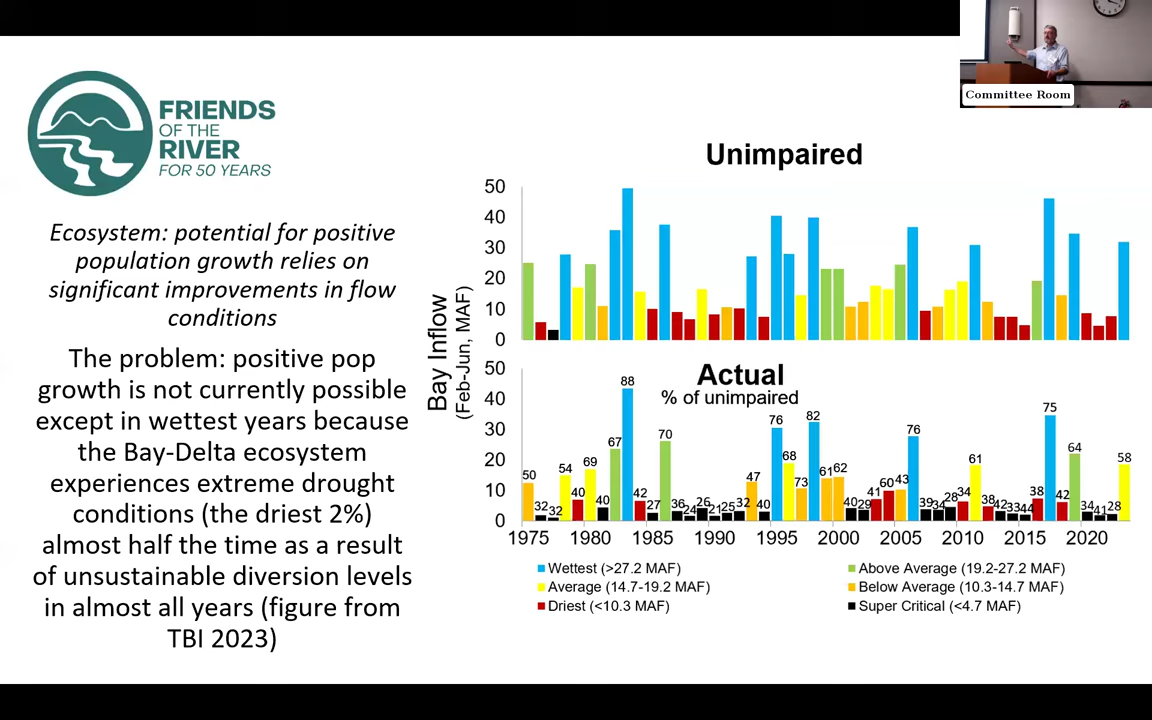 Committee Room
FRIENDS
OF THE
RIVER
FOR 50 YEARS
Ecosystem: potential for positive
population growth relies on
significant improvements in flow
conditions
The problem: positive pop
growth is not currently possible
except in wettest years because
the Bay-Delta ecosystem
experiences extreme drought
conditions (the driest 2%)
almost half the time as a result
of unsustainable diversion levels
in almost all years (figure from
TBI 2023)
Unimpaired
Bay Inflow
(Feb-Jun, MAF)
50
40
30
20
10
0
Actual
% of unimpaired
50
40
30
20
10
0
50 32 32 54 40 69 40 67 88 42 27 70 36 24 26 21 25 32 47 40 76 68 73 82 61 62 40 29 41 60 43 76 39 34 28 34 61 38 42 33 44 38 75 42 64 34 41 28 58
1975 1980 1985 1990 1995 2000 2005 2010 2015 2020
Wettest (>27.2 MAF)
Above Average (19.2-27.2 MAF)
Average (14.7-19.2 MAF)
Below Average (10.3-14.7 MAF)
Driest (<10.3 MAF)
Super Critical (<4.7 MAF)